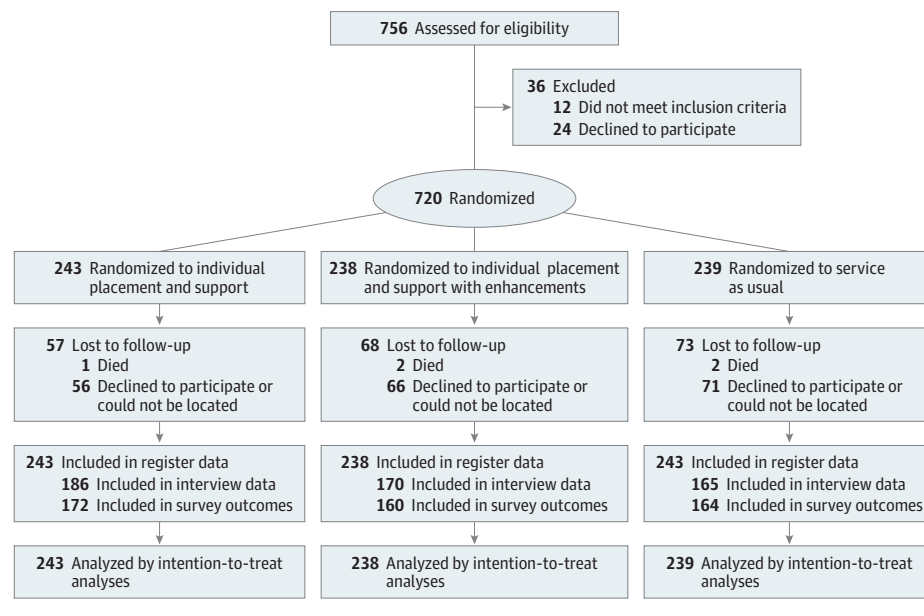 756 Assessed for eligibility
36 Excluded
12 Did not meet inclusion criteria
24 Declined to participate
720 Randomized
243 Randomized to individual
placement and support
238 Randomized to individual placement
and support with enhancements
239 Randomized to service
as usual
57 Lost to follow-up
1 Died
56 Declined to participate or
could not be located
68 Lost to follow-up
2 Died
66 Declined to participate or
could not be located
73 Lost to follow-up
2 Died
71 Declined to participate or
could not be located
243 Included in register data
186 Included in interview data
172 Included in survey outcomes
238 Included in register data
170 Included in interview data
160 Included in survey outcomes
243 Included in register data
165 Included in interview data
164 Included in survey outcomes
243 Analyzed by intention-to-treat
analyses
238 Analyzed by intention-to-treat
analyses
239 Analyzed by intention-to-treat
analyses